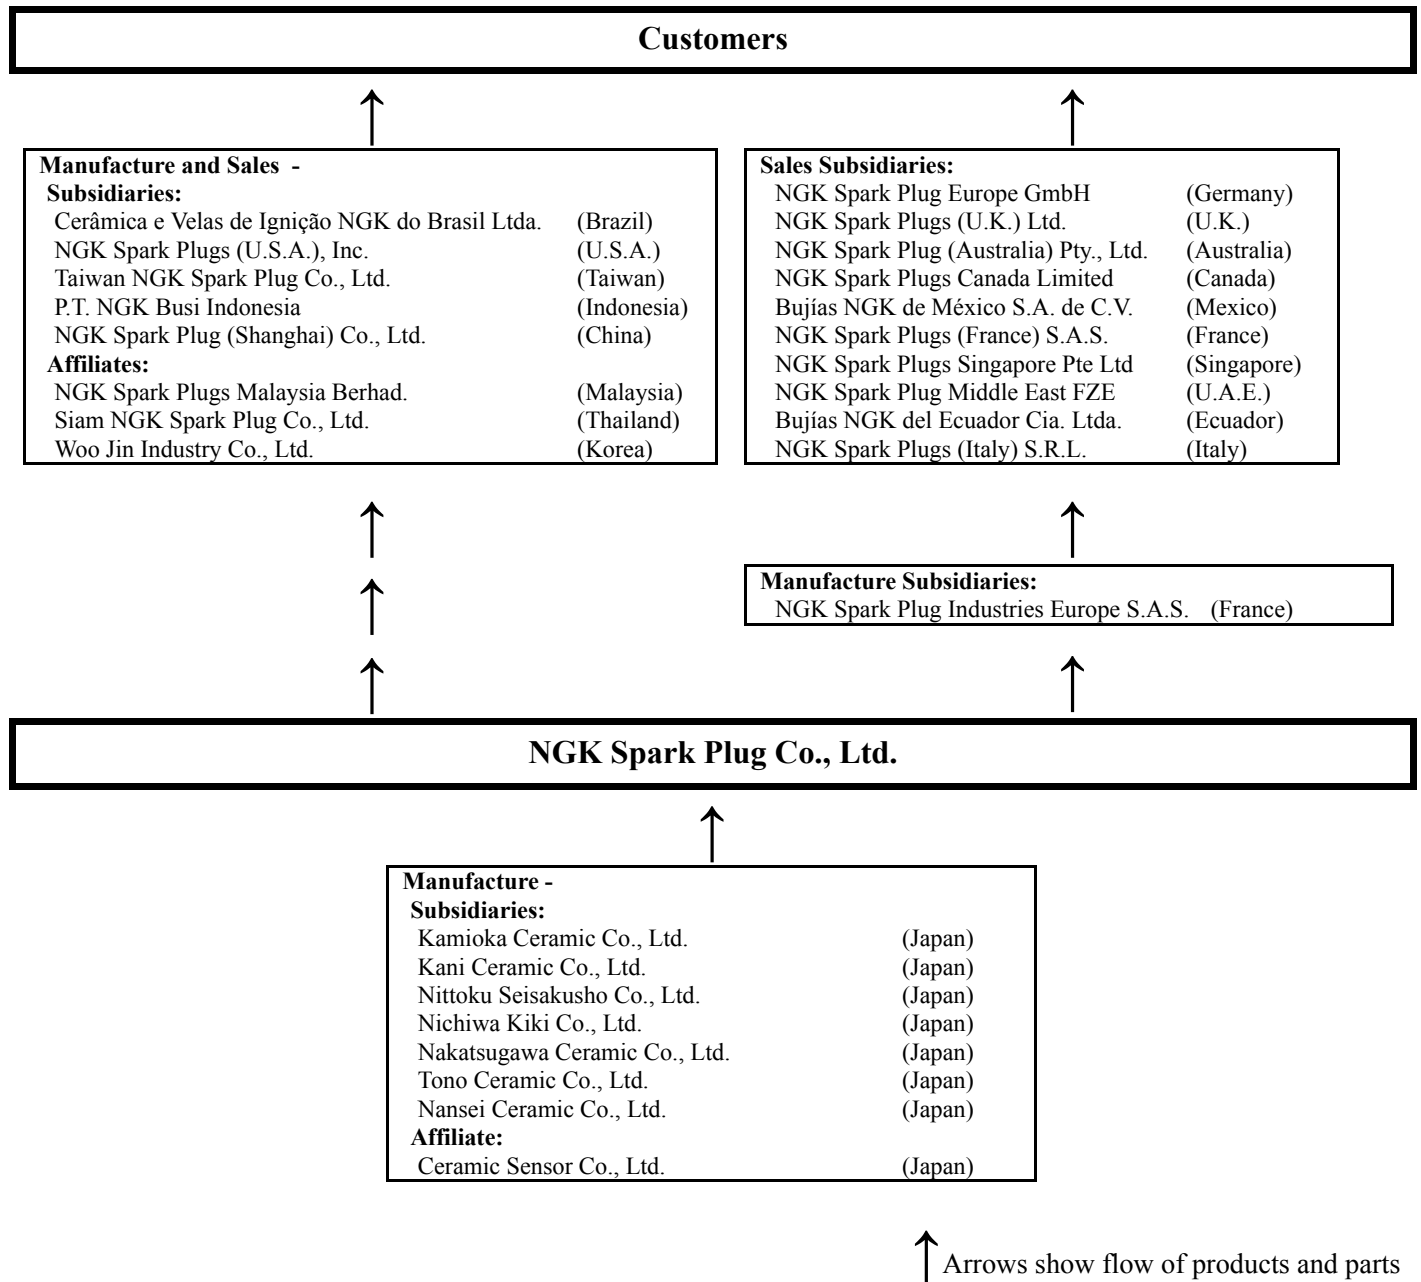 Customers
Manufacture and Sales -
Subsidiaries:
Cerâmica e Velas de Ignição NGK do Brasil Ltda. (Brazil)
NGK Spark Plugs (U.S.A.), Inc. (U.S.A.)
Taiwan NGK Spark Plug Co., Ltd. (Taiwan)
P.T. NGK Busi Indonesia (Indonesia)
NGK Spark Plug (Shanghai) Co., Ltd. (China)
Affiliates:
NGK Spark Plugs Malaysia Berhad. (Malaysia)
Siam NGK Spark Plug Co., Ltd. (Thailand)
Woo Jin Industry Co., Ltd. (Korea)
Sales Subsidiaries:
NGK Spark Plug Europe GmbH (Germany)
NGK Spark Plugs (U.K.) Ltd. (U.K.)
NGK Spark Plug (Australia) Pty., Ltd. (Australia)
NGK Spark Plugs Canada Limited (Canada)
Bujías NGK de México S.A. de C.V. (Mexico)
NGK Spark Plugs (France) S.A.S. (France)
NGK Spark Plugs Singapore Pte Ltd (Singapore)
NGK Spark Plug Middle East FZE (U.A.E.)
Bujías NGK del Ecuador Cia. Ltda. (Ecuador)
NGK Spark Plugs (Italy) S.R.L. (Italy)
Manufacture Subsidiaries:
NGK Spark Plug Industries Europe S.A.S. (France)
NGK Spark Plug Co., Ltd.
Manufacture -
Subsidiaries:
Kamioka Ceramic Co., Ltd. (Japan)
Kani Ceramic Co., Ltd. (Japan)
Nittoku Seisakusho Co., Ltd. (Japan)
Nichiwa Kiki Co., Ltd. (Japan)
Nakatsugawa Ceramic Co., Ltd. (Japan)
Tono Ceramic Co., Ltd. (Japan)
Nansei Ceramic Co., Ltd. (Japan)
Affiliate:
Ceramic Sensor Co., Ltd. (Japan)
Arrows show flow of products and parts